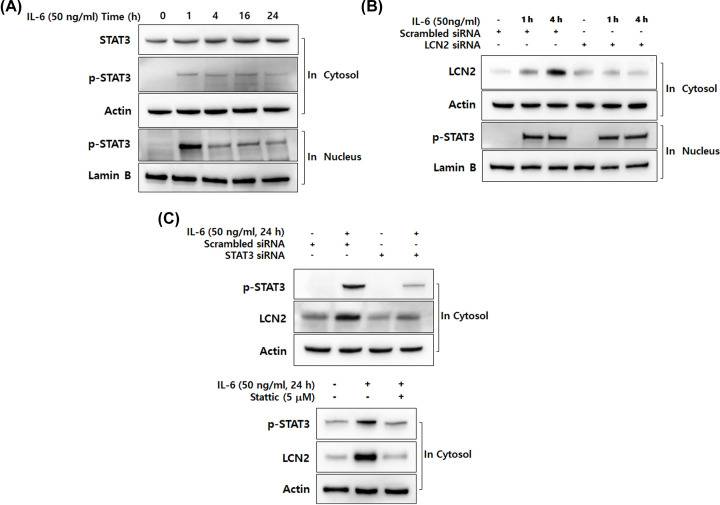 (A)
IL-6 (50 ng/ml) Time (h) 0 1 4 16 24
STAT3
p-STAT3
In Cytosol
Actin
p-STAT3
In Nucleus
Lamin B
(B)
IL-6 (50ng/ml) - 1 h 4 h - 1 h 4 h
Scrambled siRNA + + + - - -
LCN2 siRNA - - - + + +
LCN2
In Cytosol
Actin
p-STAT3
In Nucleus
Lamin B
(C)
IL-6 (50 ng/ml, 24 h) - + - +
Scrambled siRNA + + - -
STAT3 siRNA - - + +
p-STAT3
LCN2
In Cytosol
Actin
IL-6 (50 ng/ml, 24 h) - + +
Stattic (5 μM) - - +
p-STAT3
LCN2
In Cytosol
Actin